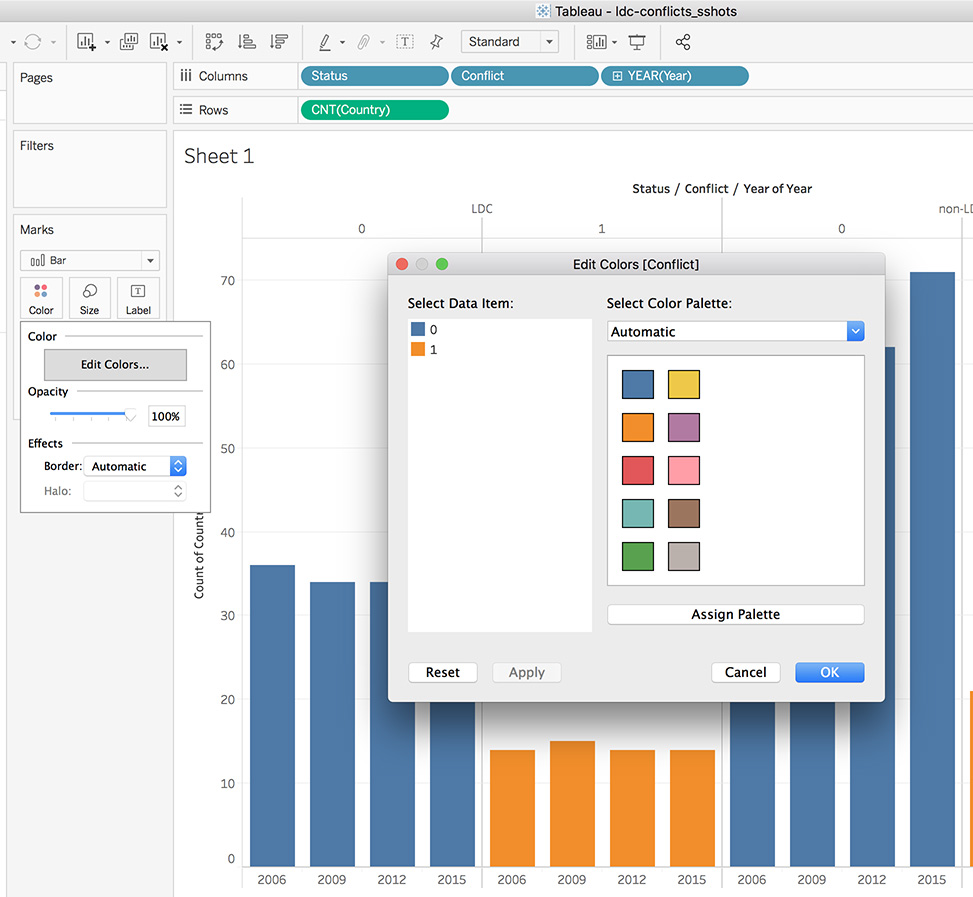 Tableau - ldc-conflicts_sshots
Standard
Pages
Columns
Status
Conflict
YEAR(Year)
Rows
CNT(Country)
Filters
Sheet 1
Status / Conflict / Year of Year
LDC
non-LD
0
1
0
Marks
Bar
Color
Size
Label
Color
Edit Colors...
Opacity
100%
Effects
Border:
Automatic
Halo:
Edit Colors [Conflict]
Select Data Item:
0
1
Select Color Palette:
Automatic
Assign Palette
Reset
Apply
Cancel
OK
Count of Countr
70
60
50
40
30
20
10
0
2006 2009 2012 2015 2006 2009 2012 2015 2006 2009 2012 2015